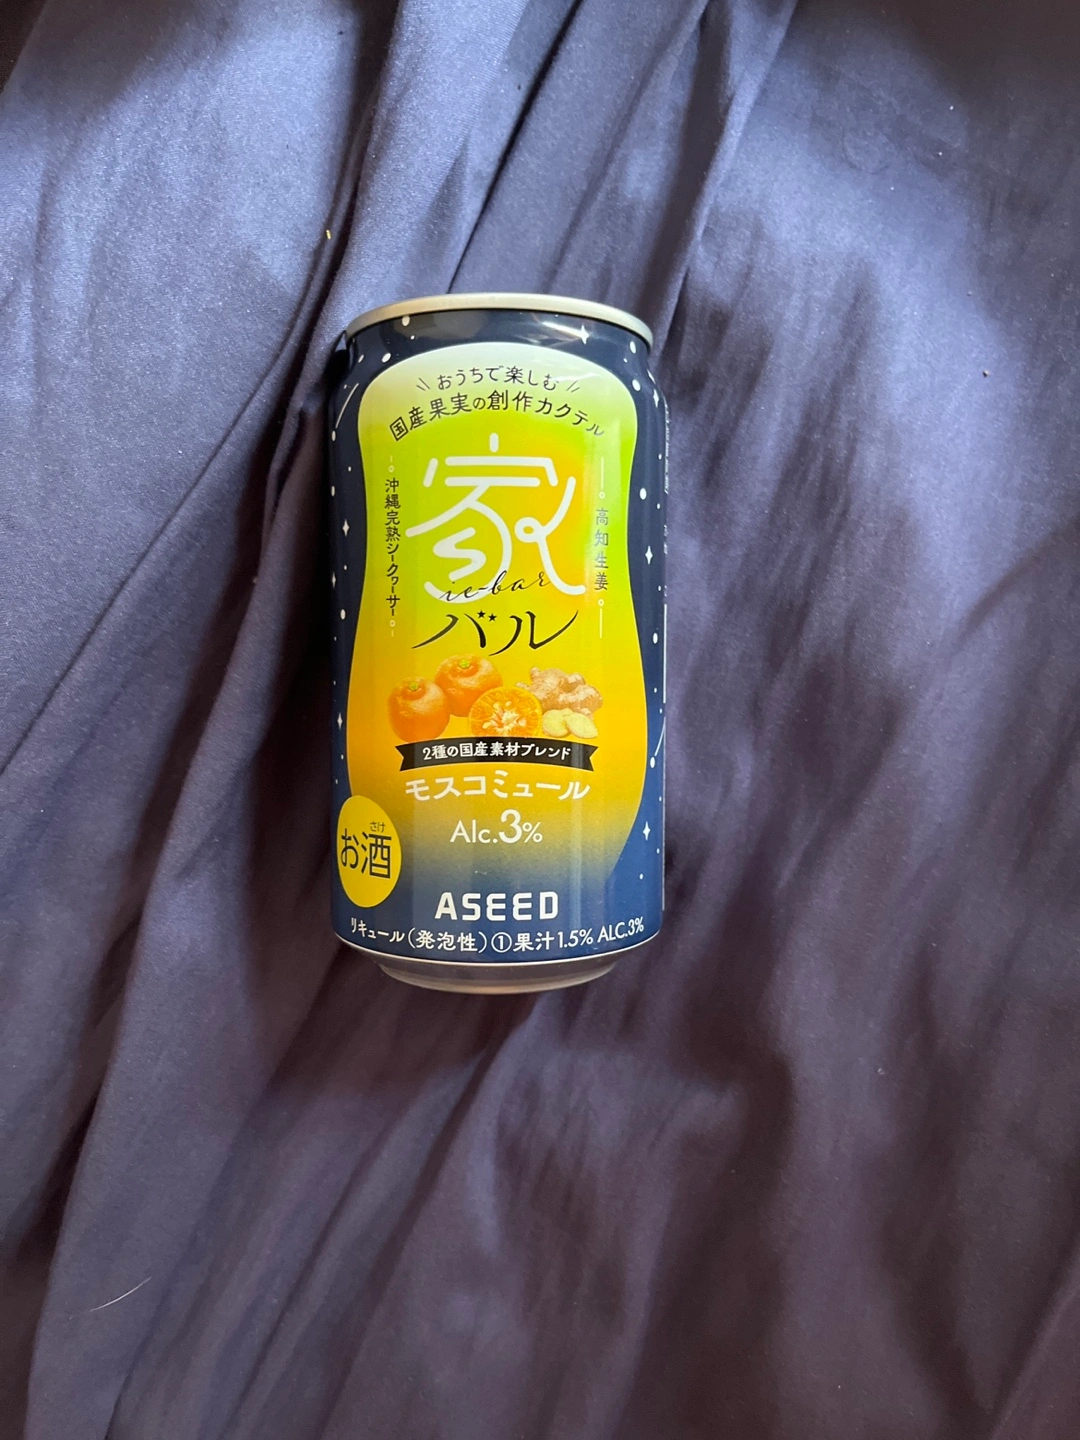 おうちで楽しむ
国産果実の創作カクテル
沖縄完熟シークヮーサー
高知生姜
家
ie-bar
バル
2種の国産素材ブレンド
モスコミュール
Alc.3%
さけ
お酒
ASEED
リキュール(発泡性)①果汁1.5% ALC.3%